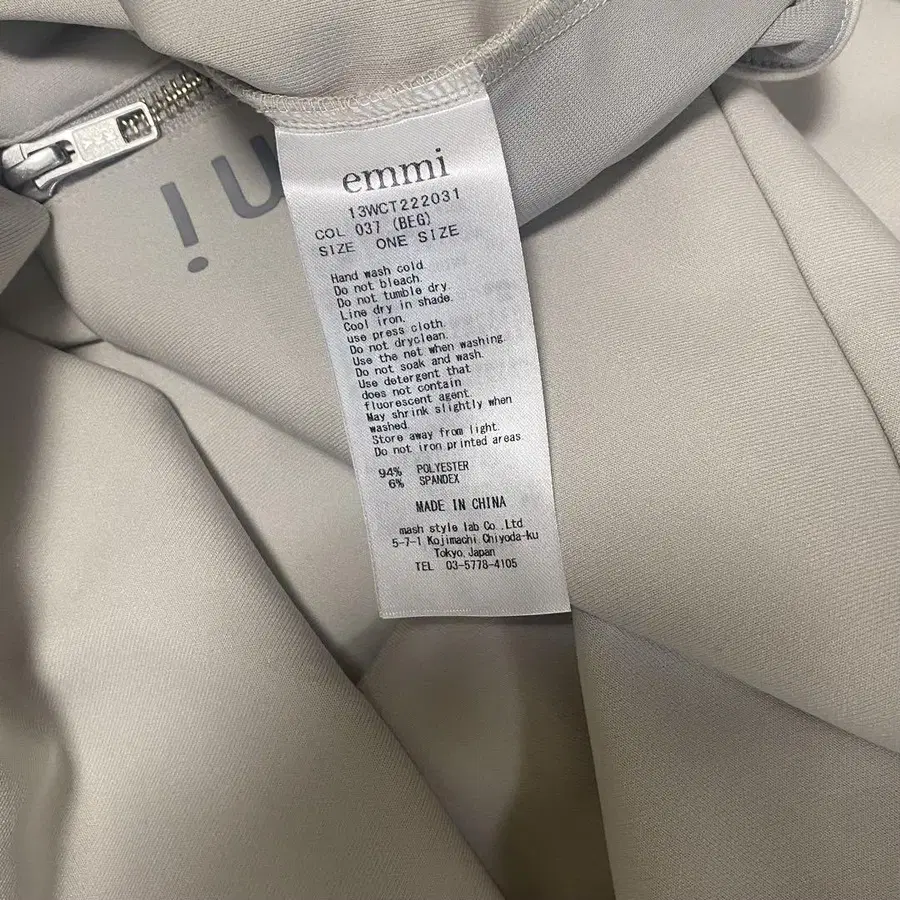 emmi
13WCT222031
COL 037 (BEG)
SIZE ONE SIZE
Hand wash cold.
Do not bleach.
Do not tumble dry.
Line dry in shade.
Cool iron.
use press cloth.
Do not dryclean.
Use the net when washing.
Do not soak and wash.
Use detergent that
does not contain
fluorescent agent.
May shrink slightly when
washed.
Store away from light.
Do not iron printed areas
94% POLYESTER
6% SPANDEX
MADE IN CHINA
mash style lab Co.,Ltd
5-7-1 Kojimachi Chiyoda-ku
Tokyo, Japan
TEL 03-5778-4105